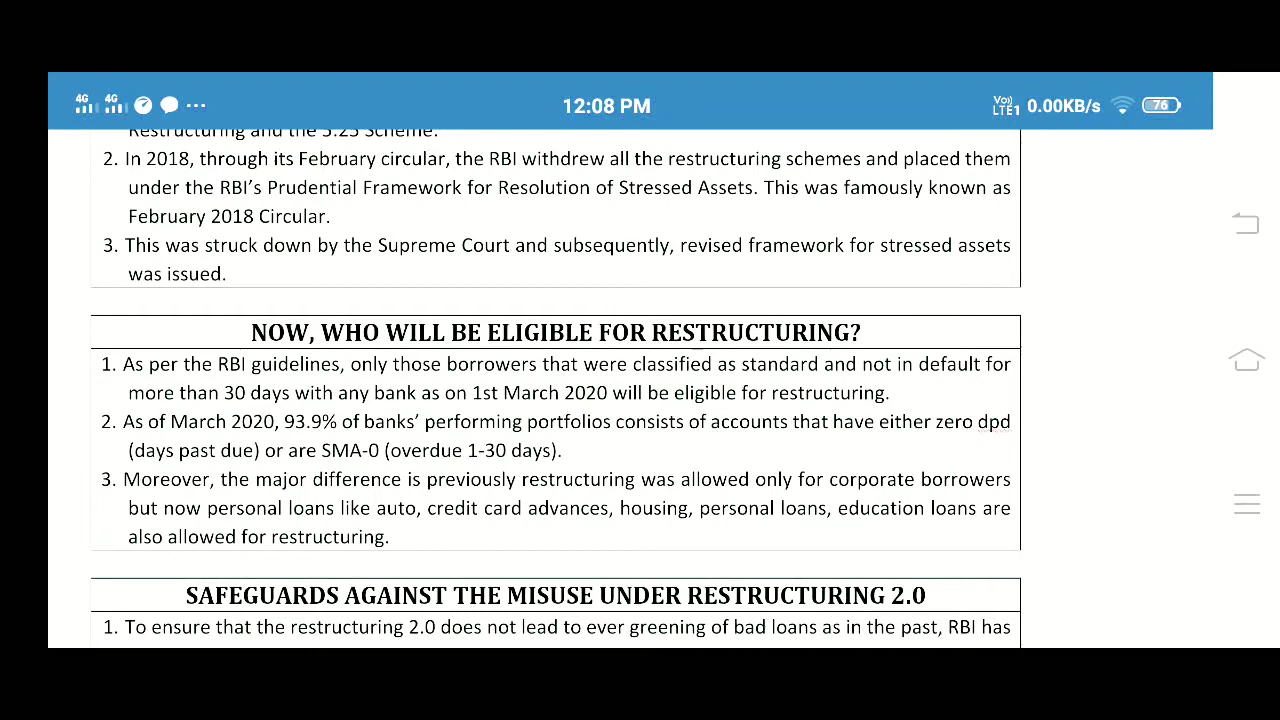 4G 4G ... 12:08 PM Vo) LTE1 0.00KB/s 76
Restructuring and the 5:25 Scheme.
2. In 2018, through its February circular, the RBI withdrew all the restructuring schemes and placed them
under the RBI's Prudential Framework for Resolution of Stressed Assets. This was famously known as
February 2018 Circular.
3. This was struck down by the Supreme Court and subsequently, revised framework for stressed assets
was issued.
NOW, WHO WILL BE ELIGIBLE FOR RESTRUCTURING?
1. As per the RBI guidelines, only those borrowers that were classified as standard and not in default for
more than 30 days with any bank as on 1st March 2020 will be eligible for restructuring.
2. As of March 2020, 93.9% of banks' performing portfolios consists of accounts that have either zero dpd
(days past due) or are SMA-0 (overdue 1-30 days).
3. Moreover, the major difference is previously restructuring was allowed only for corporate borrowers
but now personal loans like auto, credit card advances, housing, personal loans, education loans are
also allowed for restructuring.
SAFEGUARDS AGAINST THE MISUSE UNDER RESTRUCTURING 2.0
1. To ensure that the restructuring 2.0 does not lead to ever greening of bad loans as in the past, RBI has